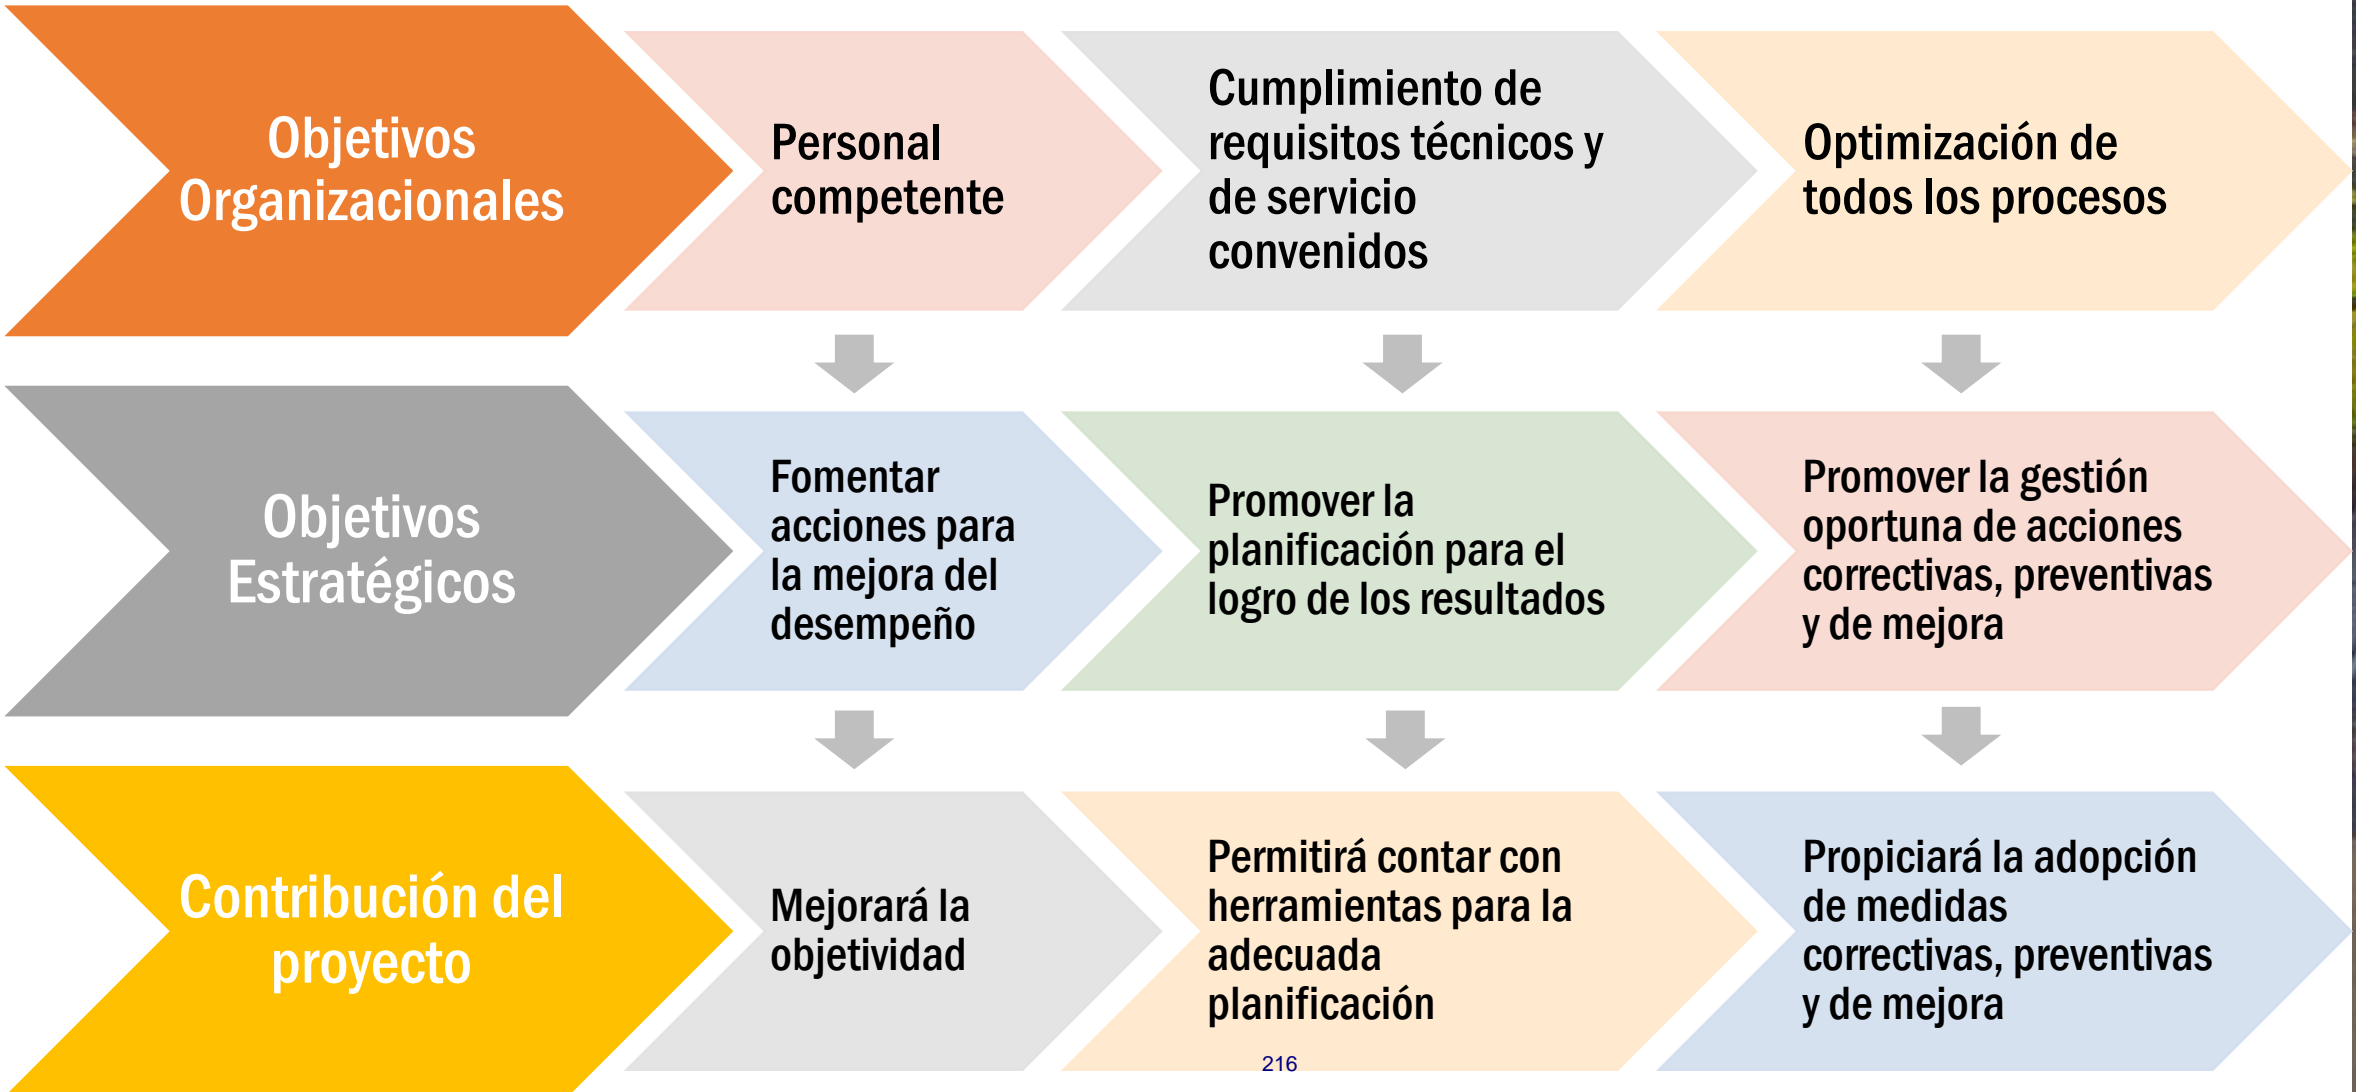 Objetivos
Organizacionales
Personal
competente
Cumplimiento de
requisitos técnicos y
de servicio
convenidos
Optimización de
todos los procesos
Objetivos
Estratégicos
Fomentar
acciones para
la mejora del
desempeño
Promover la
planificación para el
logro de los resultados
Promover la gestión
oportuna de acciones
correctivas, preventivas
y de mejora
Contribución del
proyecto
Mejorará la
objetividad
Permitirá contar con
herramientas para la
adecuada
planificación
Propiciará la adopción
de medidas
correctivas, preventivas
y de mejora
216